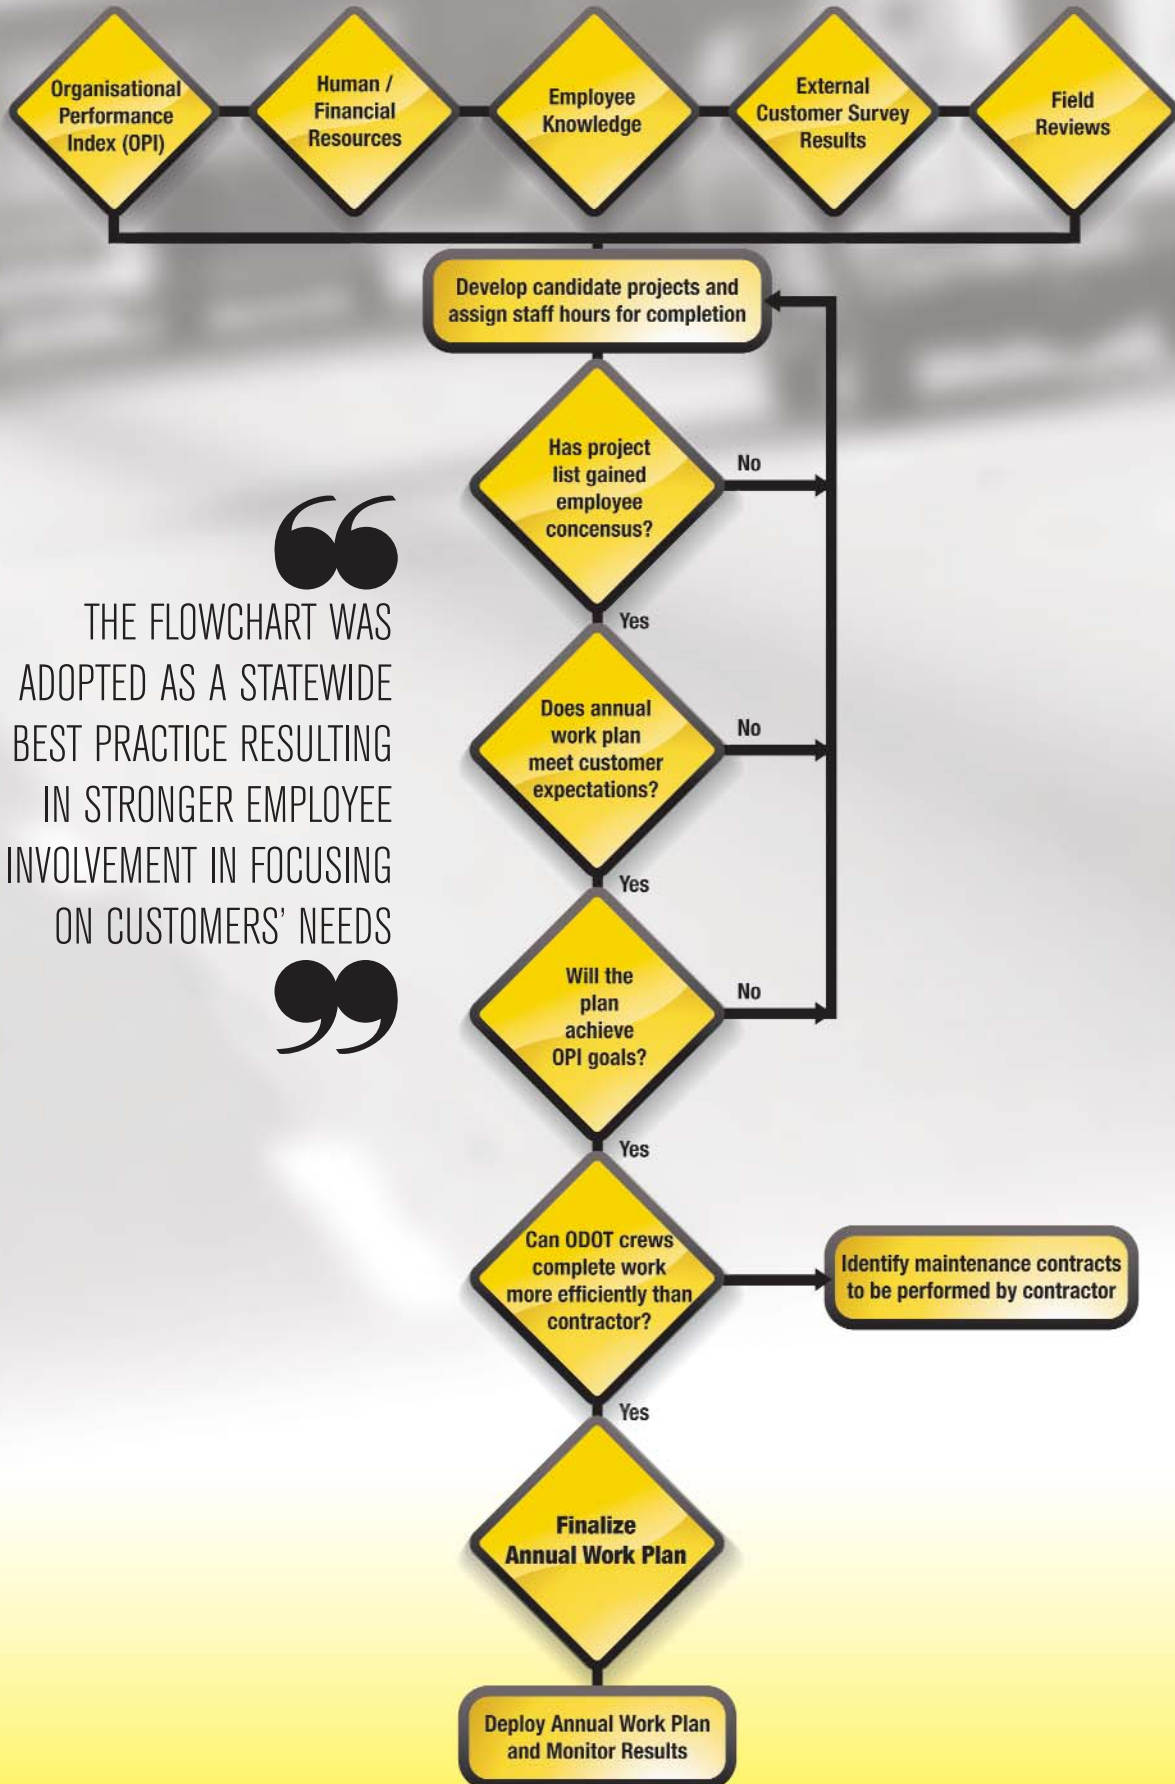 Organisational
Performance
Index (OPI)
Human /
Financial
Resources
Employee
Knowledge
External
Customer Survey
Results
Field
Reviews
Develop candidate projects and
assign staff hours for completion
Has project
list gained
employee
concensus?
No
Yes
“
THE FLOWCHART WAS
ADOPTED AS A STATEWIDE
BEST PRACTICE RESULTING
IN STRONGER EMPLOYEE
INVOLVEMENT IN FOCUSING
ON CUSTOMERS’ NEEDS
”
Does annual
work plan
meet customer
expectations?
No
Yes
Will the
plan
achieve
OPI goals?
No
Yes
Can ODOT crews
complete work
more efficiently than
contractor?
Identify maintenance contracts
to be performed by contractor
Yes
Finalize
Annual Work Plan
Deploy Annual Work Plan
and Monitor Results